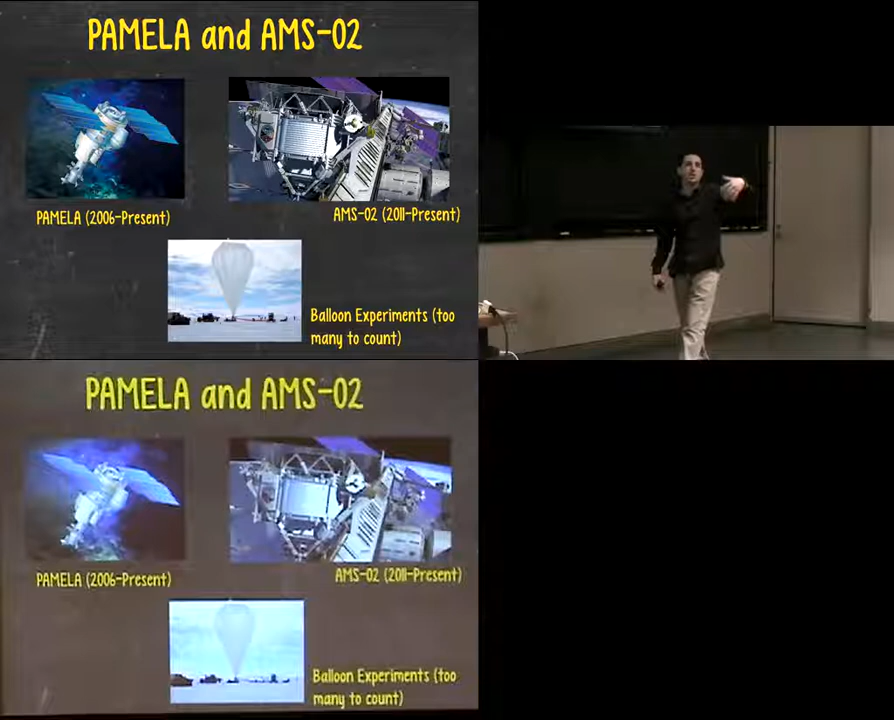 PAMELA and AMS-02
PAMELA (2006-Present)
AMS-02 (2011-Present)
Balloon Experiments (too
many to count)
PAMELA and AMS-02
PAMELA (2006-Present)
AMS-02 (2011-Present)
Balloon Experiments (too
many to count)